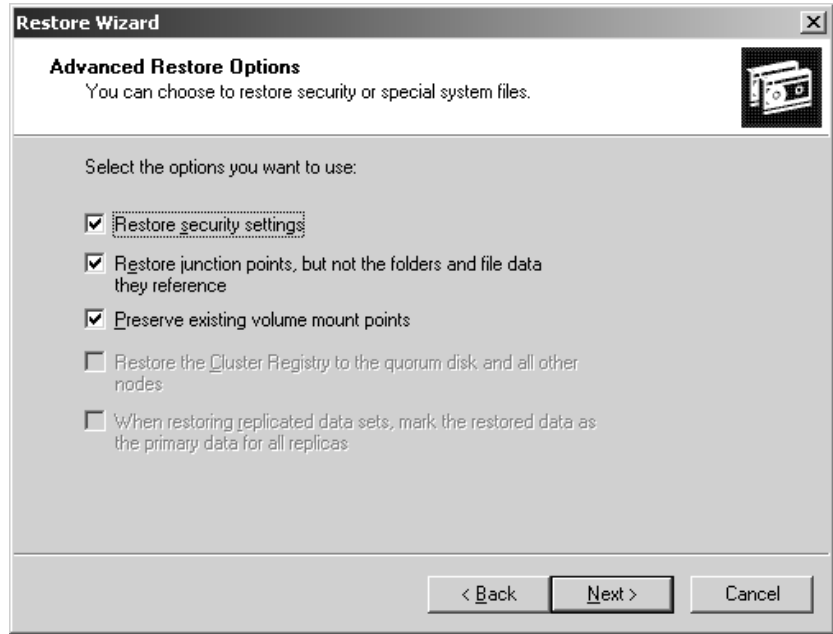 Restore Wizard
Advanced Restore Options
You can choose to restore security or special system files.
Select the options you want to use:
Restore security settings
Restore junction points, but not the folders and file data
they reference
Preserve existing volume mount points
Restore the Cluster Registry to the quorum disk and all other
nodes
When restoring replicated data sets, mark the restored data as
the primary data for all replicas
< Back Next > Cancel